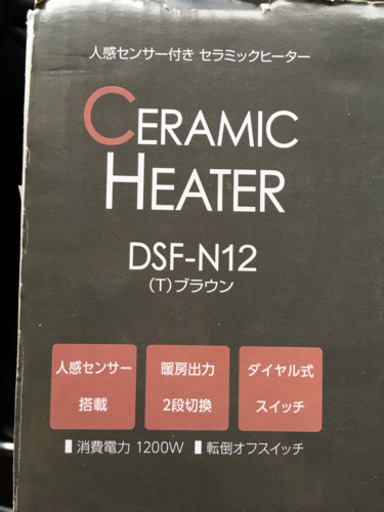 人感センサー付き セラミックヒーター
CERAMIC
HEATER
DSF-N12
(T)ブラウン
人感センサー
搭載
暖房出力
2段切換
ダイヤル式
スイッチ
■ 消費電力 1200W ■ 転倒オフスイッチ